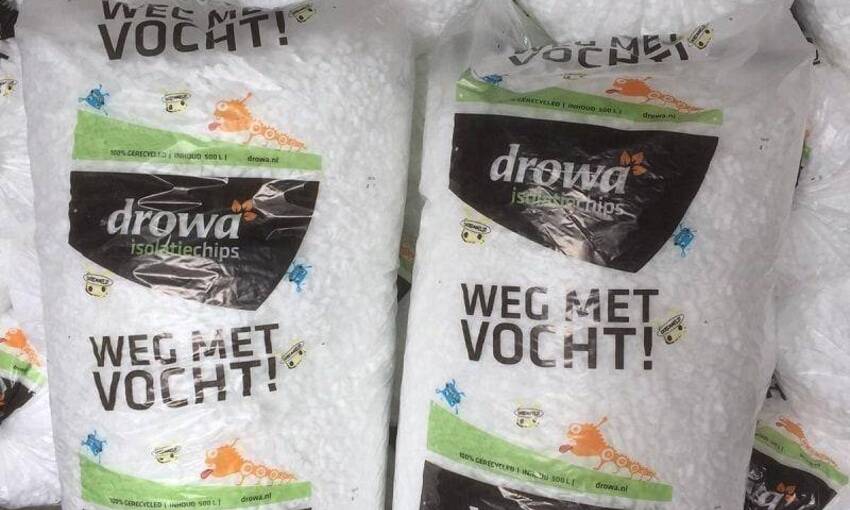 WEG MET
VOCHT!
100% GERECYCLED | INHOUD 500 L |
drowa.nl
drowa
isolatiechips
WEG MET
VOCHT!
100% GERECYCLED | INHOUD 500 L |
drowa.nl
WEG MET
VOCHT!
GERECYCLED | INHOUD 500 L |
drowa.nl
drowa
isolatiechips
WEG MET
VOCHT!
100% GERECYCLED | INHOUD 500 L |
drowa.nl